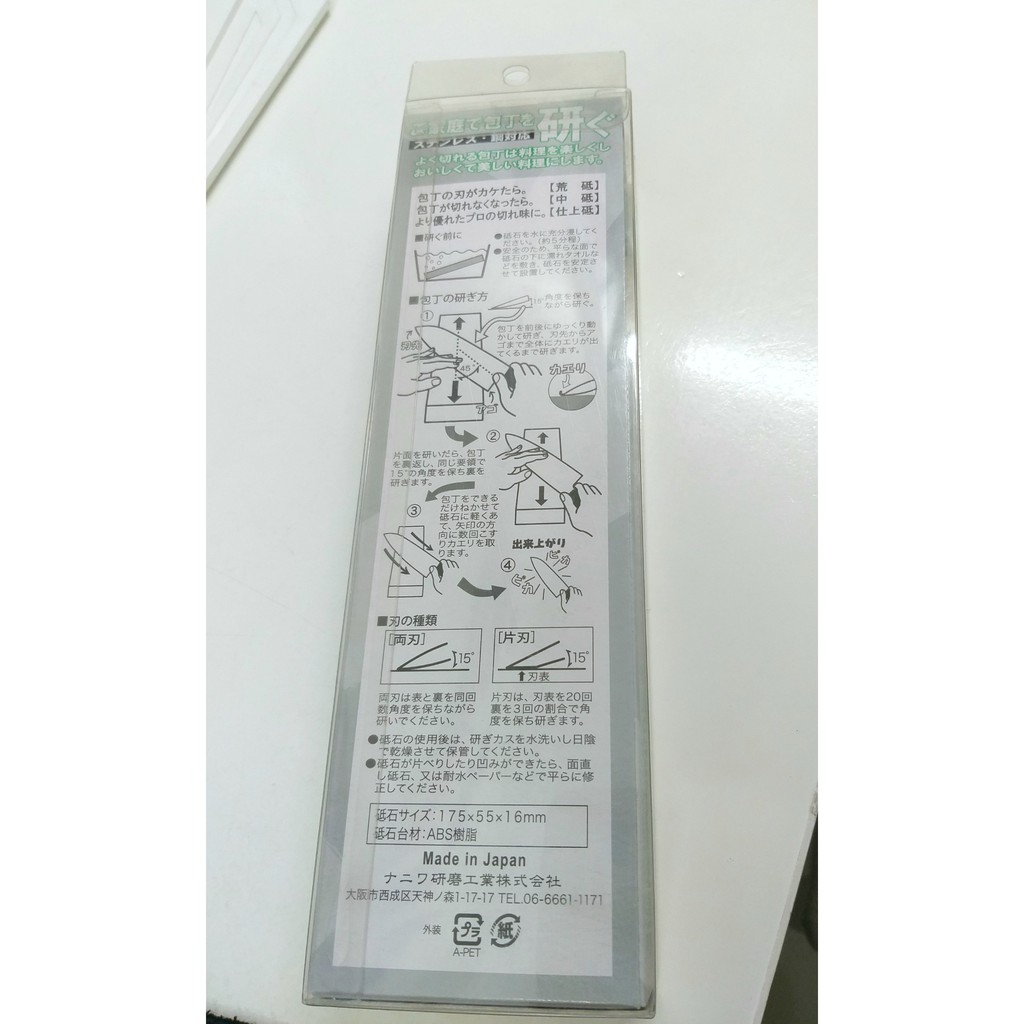 ご家庭で包丁を研ぐ
ステンレス・鋼対応
よく切れる包丁は料理を楽しくし
おいしくて美しい料理にします。
包丁の刃がカケたら。【荒 砥】
包丁が切れなくなったら。【中 砥】
より優れたプロの切れ味に。【仕上砥】
■研ぐ前に
●砥石を水に充分浸してく
ださい。(約5分程)
●安全のため、平らな面で
砥石の下に濡れタオルな
どを敷き、砥石を安定さ
せて設置してください。
■包丁の研ぎ方
15°
角度を保ち
ながら研ぐ。
①
刃先
45°
アゴ
包丁を前後にゆっくり動
かして研ぎ、刃先からア
ゴまで全体にカエリが出
てくるまで研ぎます。
カエリ
②
片面を研いだら、包丁
を裏返し、同じ要領で
15°の角度を保ち裏を
研ぎます。
③
包丁をできる
だけねかせて
砥石に軽くあ
て、矢印の方
向に数回こす
りカエリを取
ります。
出来上がり
④
ピカ
ピカ
■刃の種類
[両刃]
15°
[片刃]
15°
刃表
両刃は表と裏を同回
数角度を保ちながら
研いでください。
片刃は、刃表を20回
裏を3回の割合で角
度を保ち研ぎます。
●砥石の使用後は、研ぎカスを水洗いし日陰
で乾燥させて保管してください。
●砥石が片べりしたり凹みができたら、面直
し砥石、又は耐水ペーパーなどで平らに修
正してください。
砥石サイズ:175×55×16mm
砥石台材:ABS樹脂
Made in Japan
ナニワ研磨工業株式会社
大阪市西成区天神ノ森1-17-17 TEL.06-6661-1171
外装
プラ
紙
A-PET